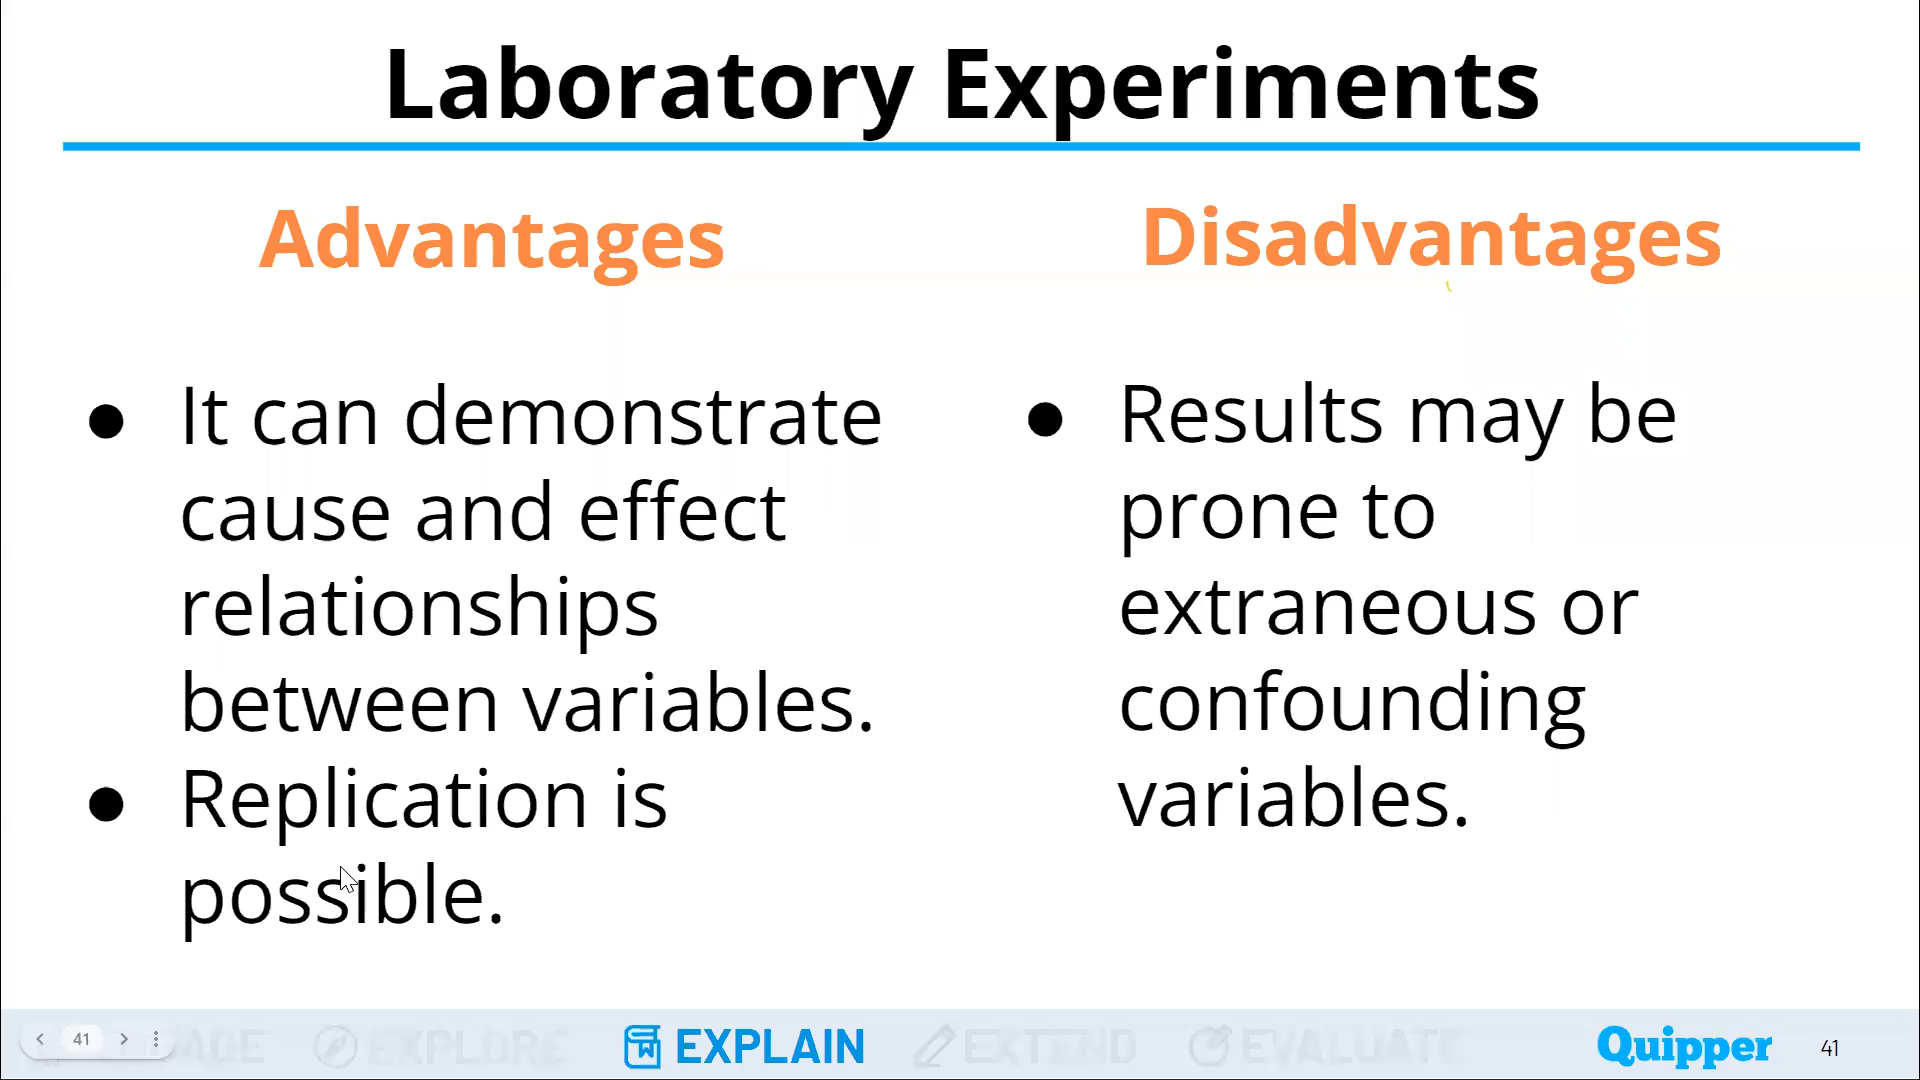 Laboratory Experiments
Advantages
It can demonstrate
cause and effect
relationships
between variables.
Replication is
possible.
Disadvantages
Results may be
prone to
extraneous or
confounding
variables.
41
EXPLORE
EXPLAIN
EXTEND
EVALUATE
Quipper
41